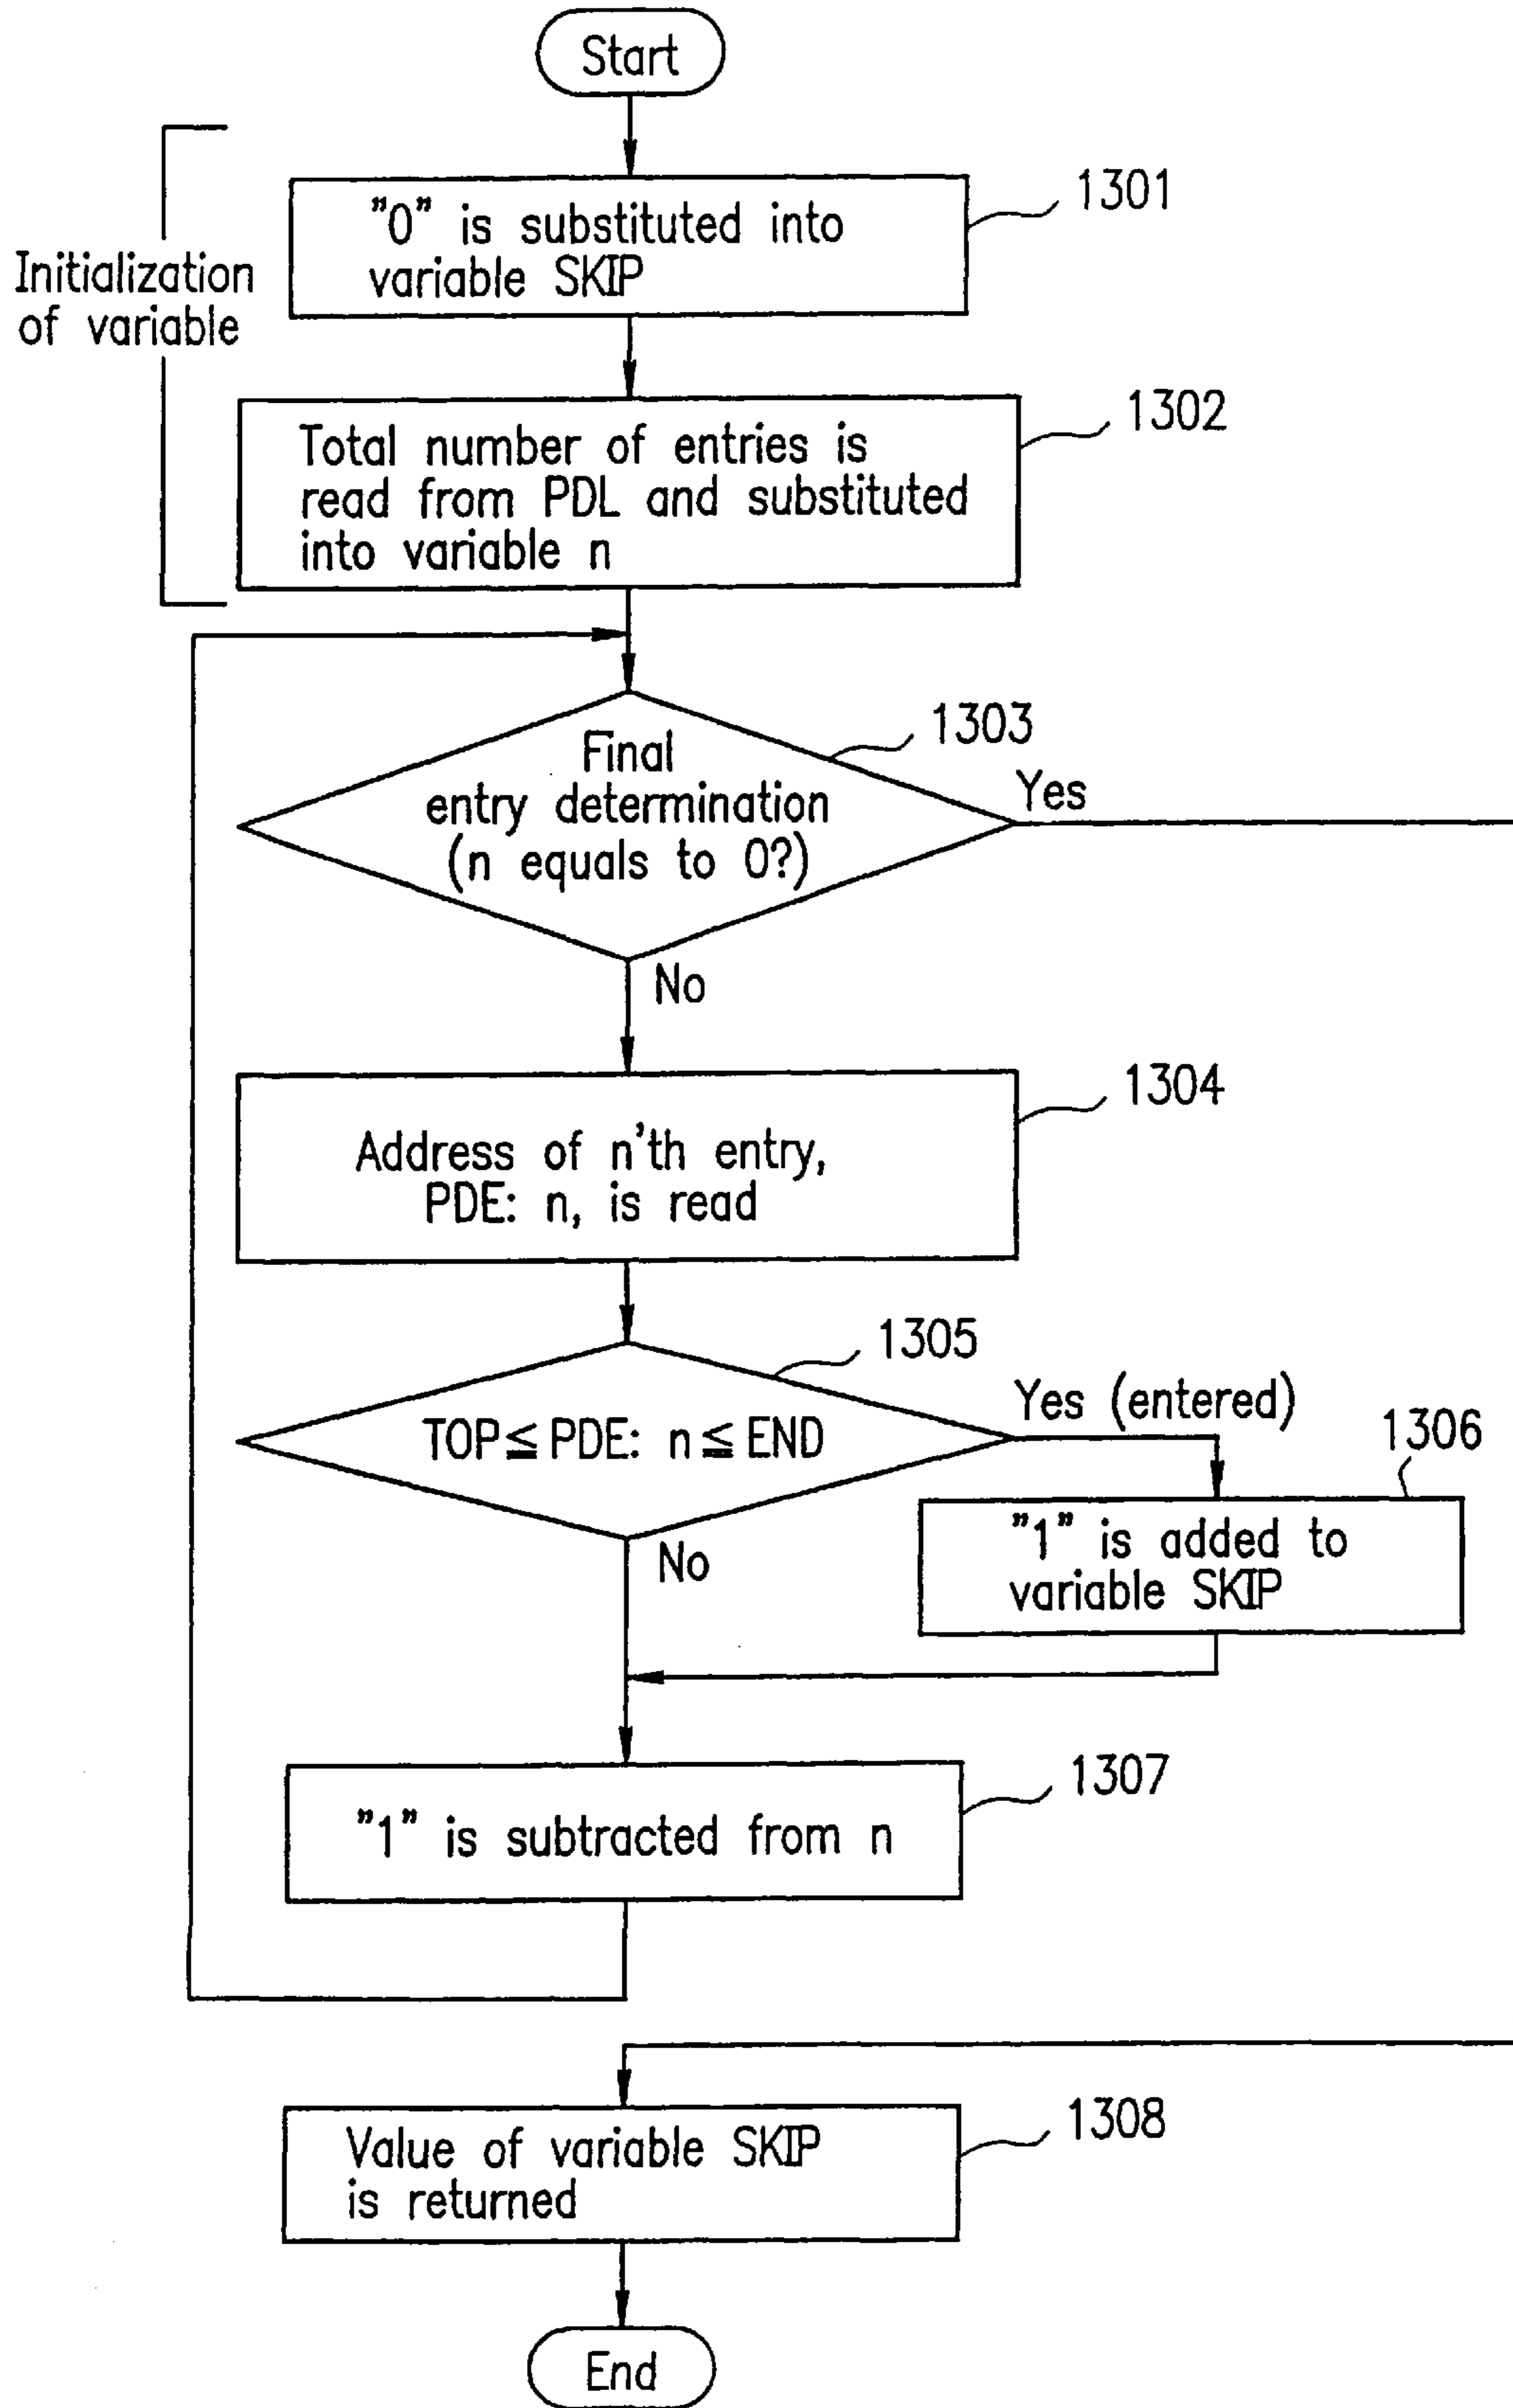 Start
"0" is substituted into
variable SKIP
1301
Initialization
of variable
Total number of entries is
read from PDL and substituted
into variable n
1302
Final
entry determination
(n equals to 0?)
1303
Yes
No
Address of n'th entry,
PDE: n, is read
1304
TOP≦PDE: n≦END
1305
Yes (entered)
"1" is added to
variable SKIP
1306
No
"1" is subtracted from n
1307
Value of variable SKIP
is returned
1308
End